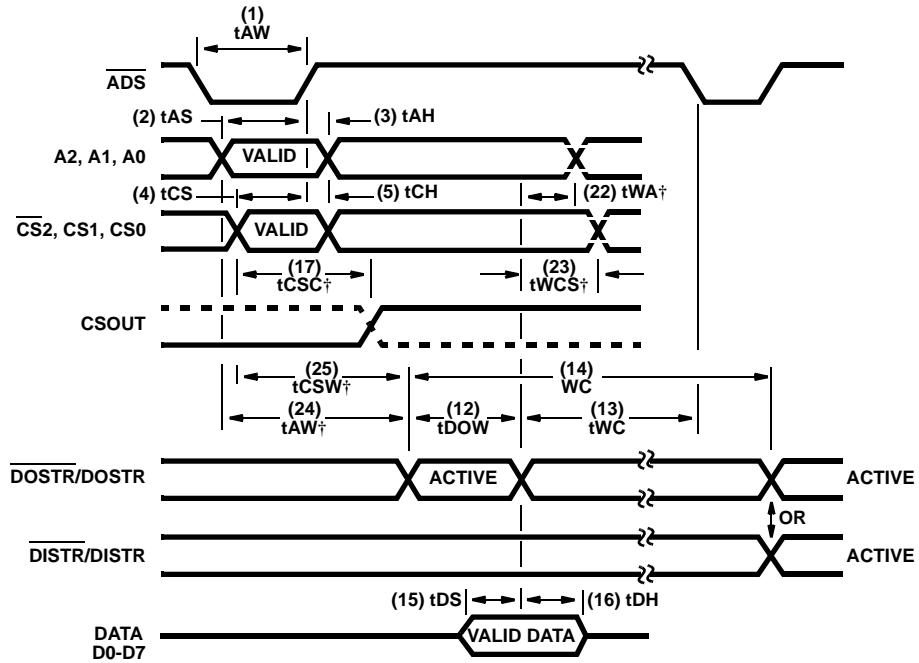 (1)
tAW
ADS
(2) tAS
(3) tAH
A2, A1, A0
VALID
(4) tCS
(5) tCH
(22) tWA†
CS2, CS1, CS0
VALID
(17)
tCSC†
(23)
tWCS†
CSOUT
(25)
tCSW†
(14)
WC
(24)
tAW†
(12)
tDOW
(13)
tWC
DOSTR/DOSTR
ACTIVE
ACTIVE
OR
DISTR/DISTR
ACTIVE
(15) tDS
(16) tDH
DATA
D0-D7
VALID DATA